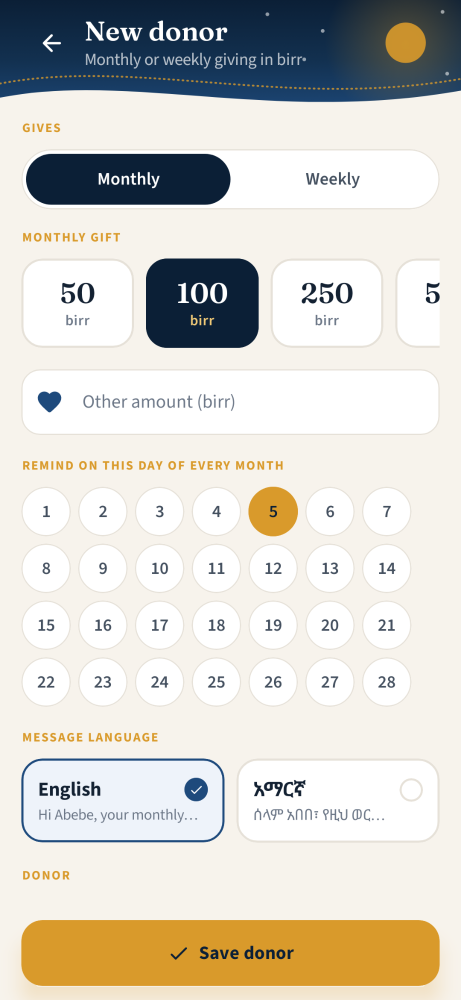 New donor
Monthly or weekly giving in birr
GIVES
Monthly Weekly
MONTHLY GIFT
50 100 250 5
birr birr birr
Other amount (birr)
REMIND ON THIS DAY OF EVERY MONTH
1 2 3 4 5 6 7
8 9 10 11 12 13 14
15 16 17 18 19 20 21
22 23 24 25 26 27 28
MESSAGE LANGUAGE
English አማርኛ
Hi Abebe, your monthly… ሰላም አበበ፣ የዚህ ወር…
DONOR
Save donor